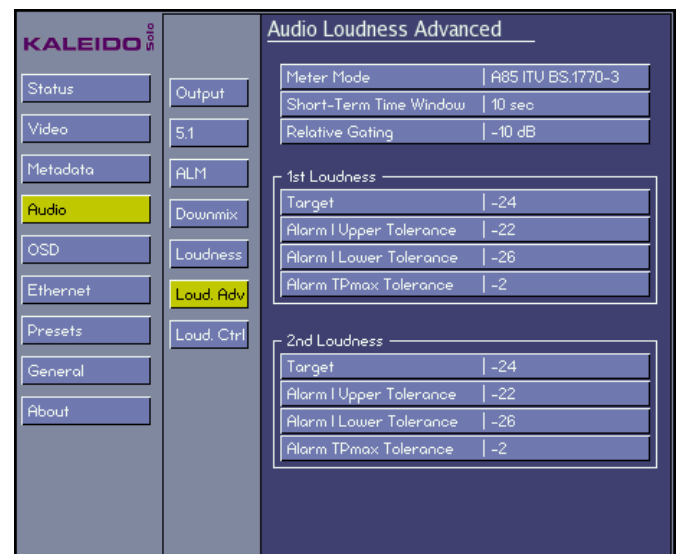 KALEIDO Solo
Status
Video
Metadata
Audio
OSD
Ethernet
Presets
General
About
Output
5.1
ALM
Downmix
Loudness
Loud. Adv
Loud. Ctrl
Audio Loudness Advanced
Meter Mode | A85 ITU BS.1770-3
Short-Term Time Window | 10 sec
Relative Gating | -10 dB
1st Loudness
Target | -24
Alarm I Upper Tolerance | -22
Alarm I Lower Tolerance | -26
Alarm TPmax Tolerance | -2
2nd Loudness
Target | -24
Alarm I Upper Tolerance | -22
Alarm I Lower Tolerance | -26
Alarm TPmax Tolerance | -2